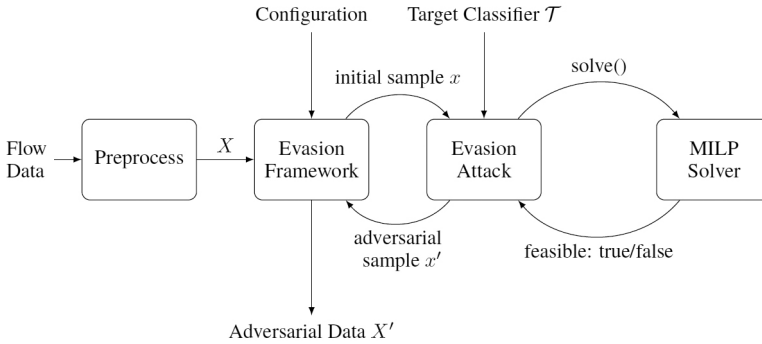 Configuration
Target Classifier 𝒯
initial sample x
solve()
Flow
Data
Preprocess
X
Evasion
Framework
Evasion
Attack
MILP
Solver
adversarial
sample x′
feasible: true/false
Adversarial Data X′